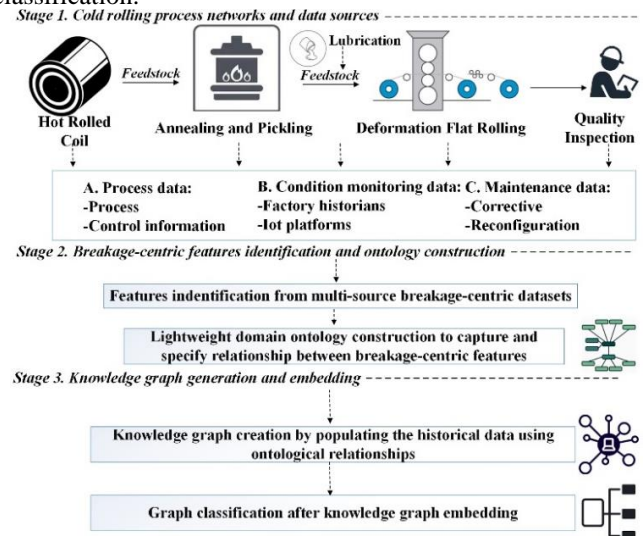 classification.
Stage 1. Cold rolling process networks and data sources
Lubrication
Feedstock
Feedstock
Hot Rolled
Coil
Annealing and Pickling
Deformation Flat Rolling
Quality
Inspection
A. Process data:
-Process
-Control information
B. Condition monitoring data:
-Factory historians
-Iot platforms
C. Maintenance data:
-Corrective
-Reconfiguration
Stage 2. Breakage-centric features identification and ontology construction
Features indentification from multi-source breakage-centric datasets
Lightweight domain ontology construction to capture and
specify relationship between breakage-centric features
Stage 3. Knowledge graph generation and embedding
Knowledge graph creation by populating the historical data using
ontological relationships
Graph classification after knowledge graph embedding